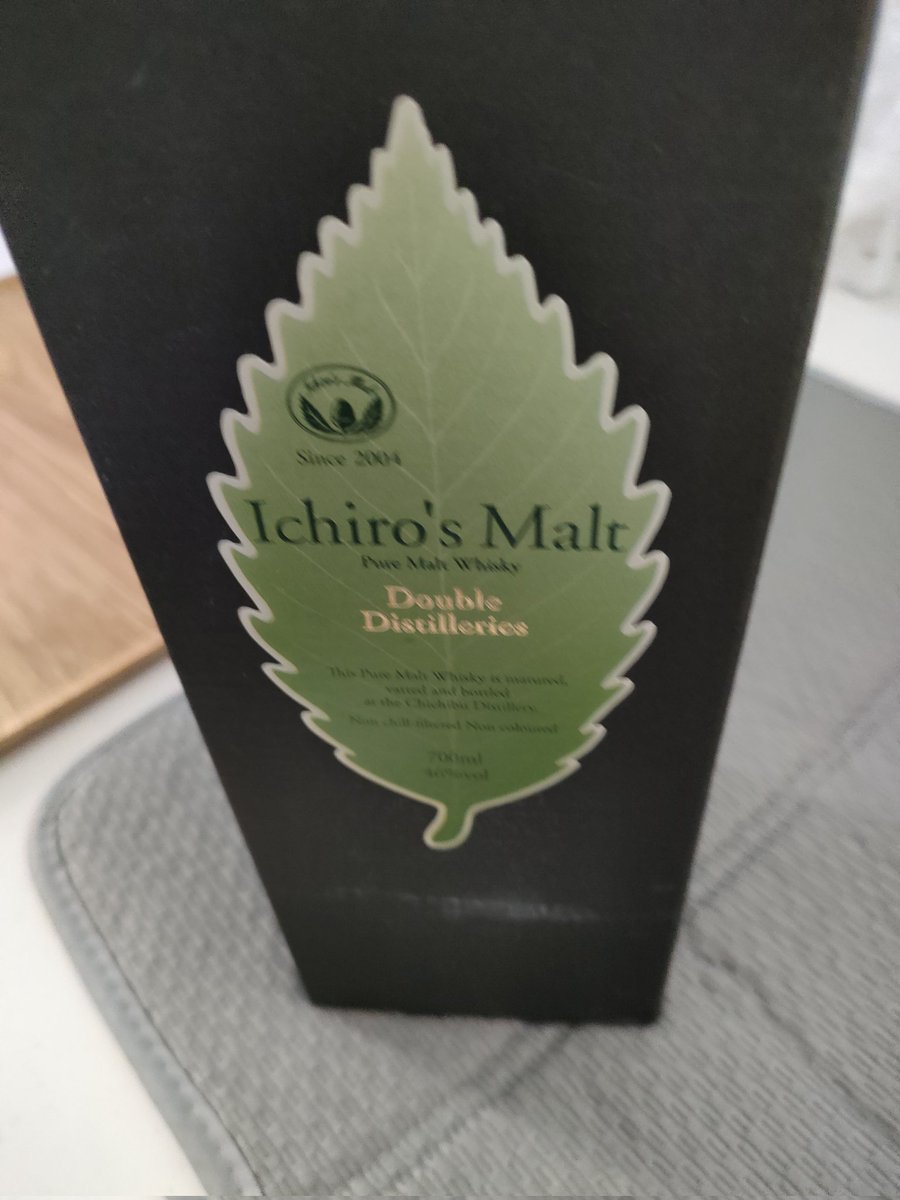 Since 2004
Ichiro's Malt
Pure Malt Whisky
Double
Distilleries
This Pure Malt Whisky is matured,
vatted and bottled
at the Chichibu Distillery.
Non chill-filtered Non coloured
700ml
46%vol